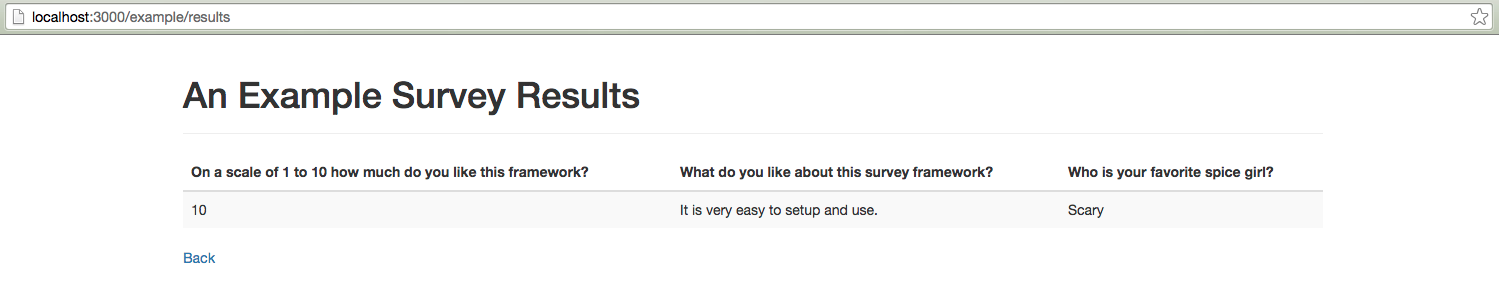 localhost:3000/example/results
An Example Survey Results
On a scale of 1 to 10 how much do you like this framework? What do you like about this survey framework? Who is your favorite spice girl?
10 It is very easy to setup and use. Scary
Back